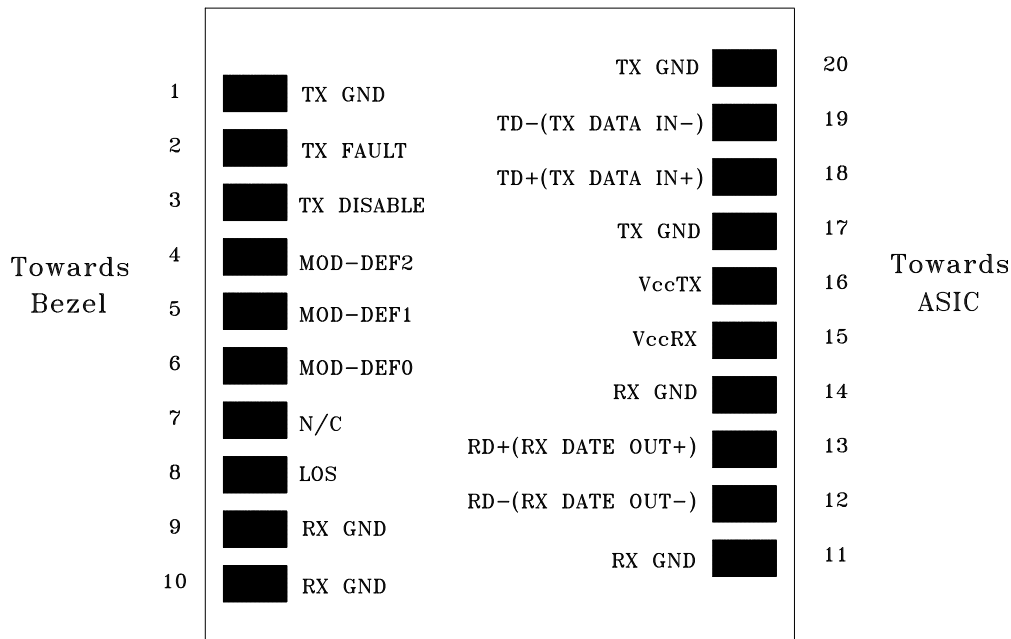 1 TX GND
2 TX FAULT
3 TX DISABLE
4 MOD-DEF2
5 MOD-DEF1
6 MOD-DEF0
7 N/C
8 LOS
9 RX GND
10 RX GND
Towards
Bezel
TX GND 20
TD-(TX DATA IN-) 19
TD+(TX DATA IN+) 18
TX GND 17
VccTX 16
VccRX 15
RX GND 14
RD+(RX DATE OUT+) 13
RD-(RX DATE OUT-) 12
RX GND 11
Towards
ASIC